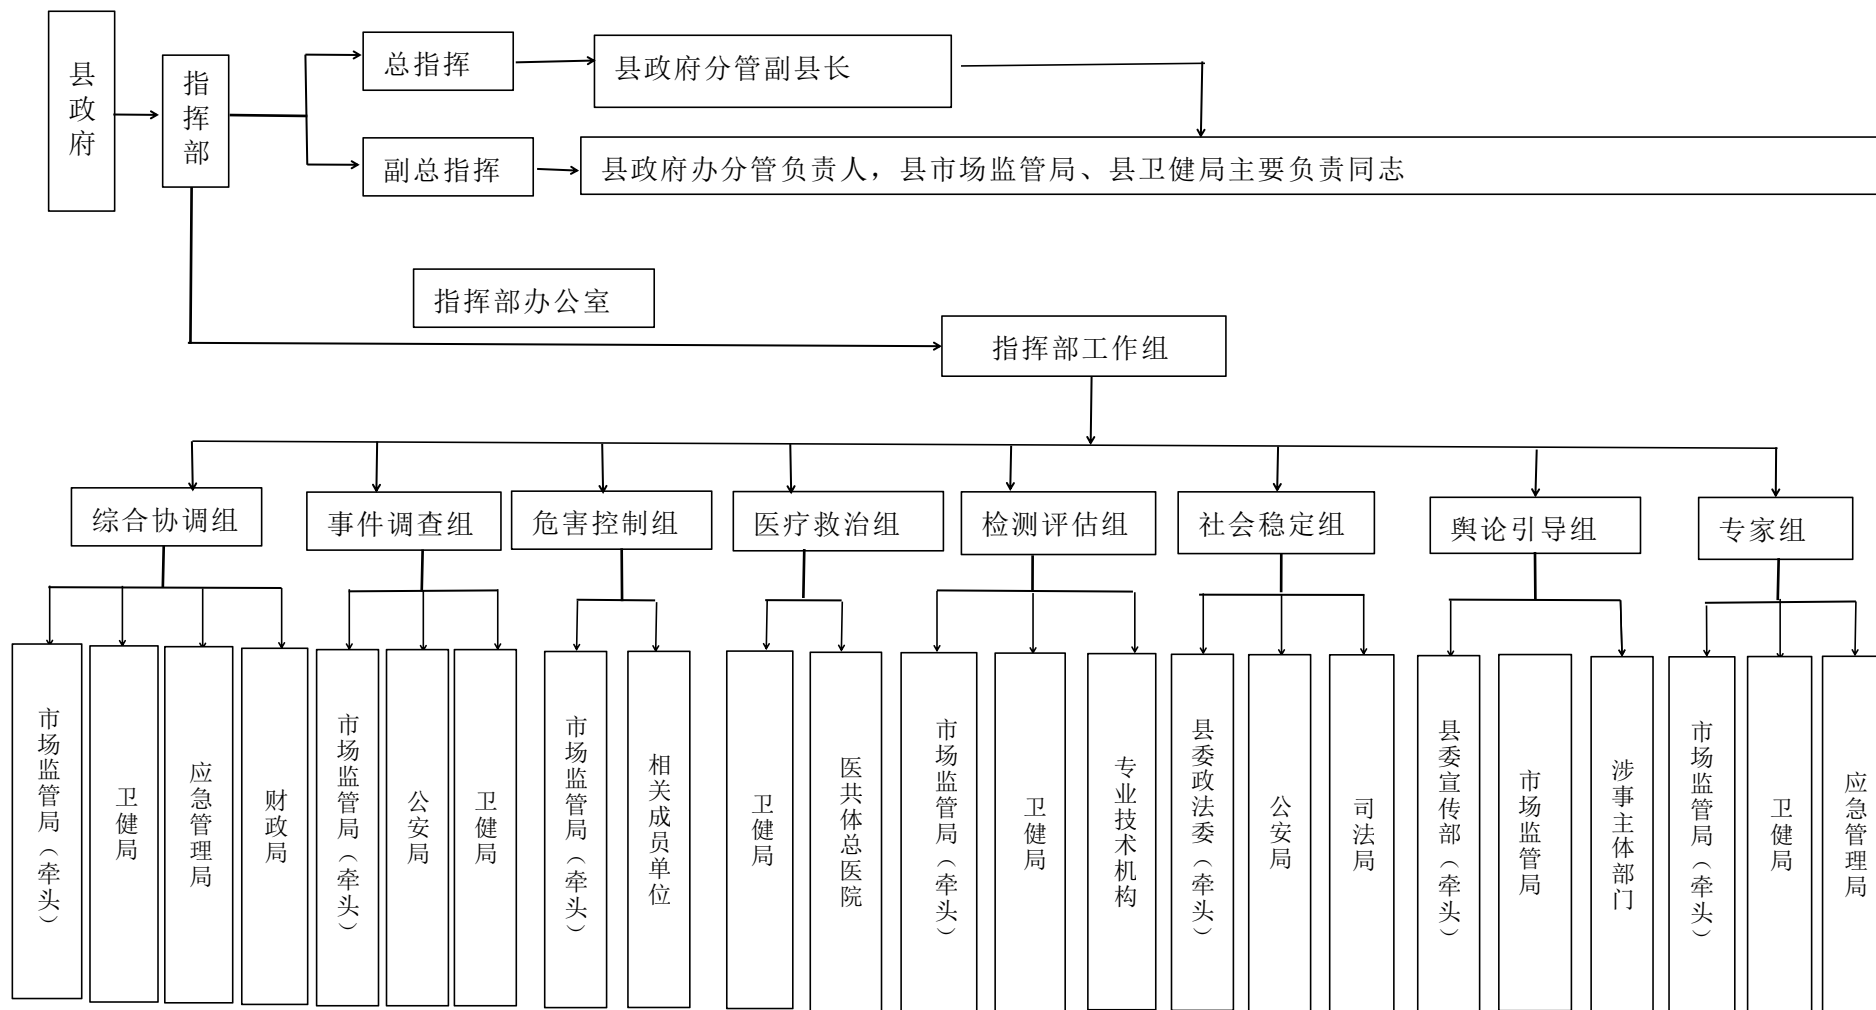 县政府
指挥部
总指挥
县政府分管副县长
副总指挥
县政府办分管负责人，县市场监管局、县卫健局主要负责同志
指挥部办公室
指挥部工作组
综合协调组
事件调查组
危害控制组
医疗救治组
检测评估组
社会稳定组
舆论引导组
专家组
市场监管局（牵头）
卫健局
应急管理局
财政局
市场监管局（牵头）
公安局
卫健局
市场监管局（牵头）
相关成员单位
卫健局
医共体总医院
市场监管局（牵头）
卫健局
专业技术机构
县委政法委（牵头）
公安局
司法局
县委宣传部（牵头）
市场监管局
涉事主体部门
市场监管局（牵头）
卫健局
应急管理局